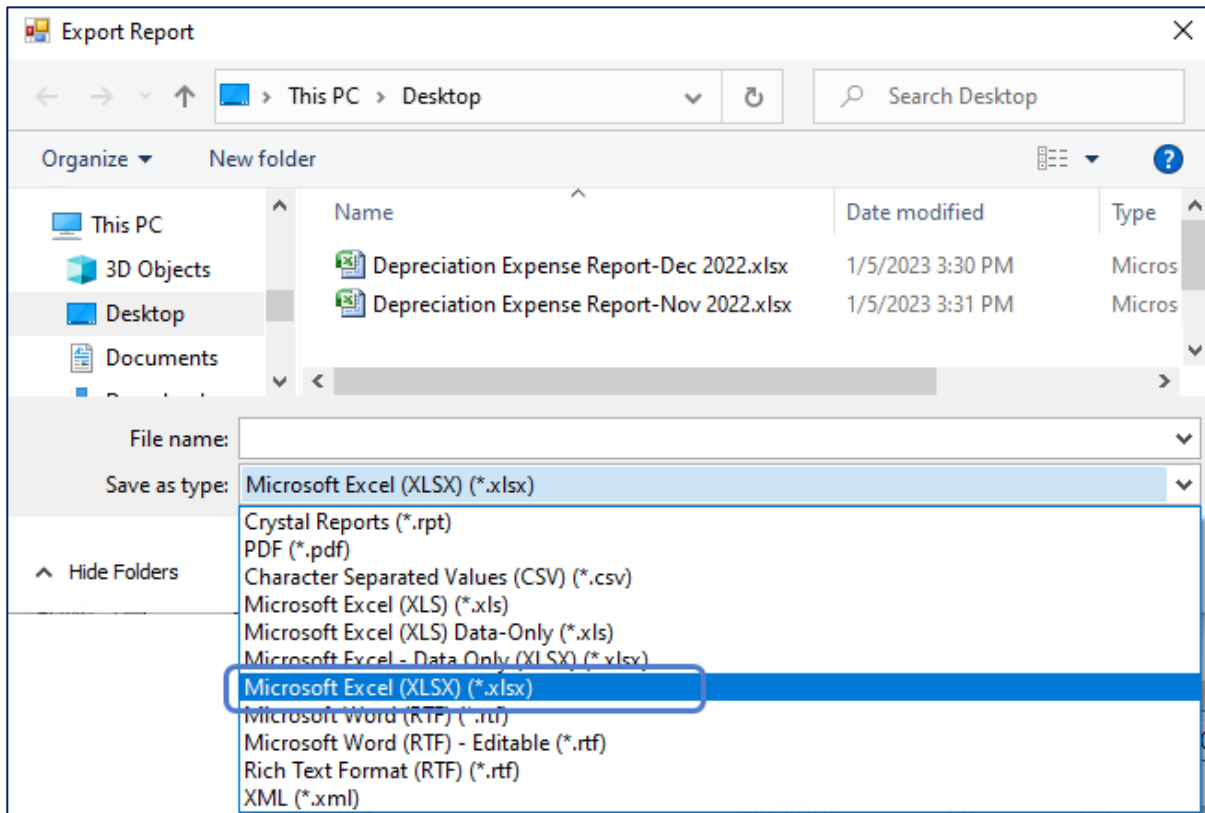 Export Report
This PC > Desktop
Search Desktop
Organize
New folder
Name
Date modified
Type
This PC
3D Objects
Desktop
Documents
Depreciation Expense Report-Dec 2022.xlsx 1/5/2023 3:30 PM Micros
Depreciation Expense Report-Nov 2022.xlsx 1/5/2023 3:31 PM Micros
File name:
Save as type: Microsoft Excel (XLSX) (*.xlsx)
Hide Folders
Crystal Reports (*.rpt)
PDF (*.pdf)
Character Separated Values (CSV) (*.csv)
Microsoft Excel (XLS) (*.xls)
Microsoft Excel (XLS) Data-Only (*.xls)
Microsoft Excel - Data Only (XLSX) (*.xlsx)
Microsoft Excel (XLSX) (*.xlsx)
Microsoft Word (RTF) (*.rtf)
Microsoft Word (RTF) - Editable (*.rtf)
Rich Text Format (RTF) (*.rtf)
XML (*.xml)